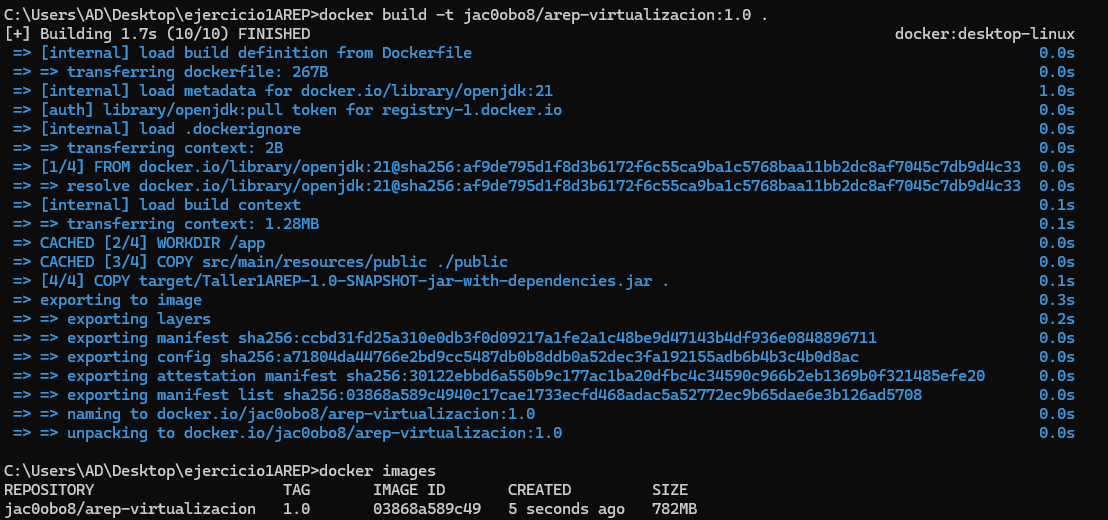 C:\Users\AD\Desktop\ejercicio1AREP>docker build -t jac0obo8/arep-virtualizacion:1.0 .
[+] Building 1.7s (10/10) FINISHED docker:desktop-linux
=> [internal] load build definition from Dockerfile 0.0s
=> => transferring dockerfile: 267B 0.0s
=> [internal] load metadata for docker.io/library/openjdk:21 1.0s
=> [auth] library/openjdk:pull token for registry-1.docker.io 0.0s
=> [internal] load .dockerignore 0.0s
=> => transferring context: 2B 0.0s
=> [1/4] FROM docker.io/library/openjdk:21@sha256:af9de795d1f8d3b6172f6c55ca9ba1c5768baa11bb2dc8af7045c7db9d4c33 0.0s
=> => resolve docker.io/library/openjdk:21@sha256:af9de795d1f8d3b6172f6c55ca9ba1c5768baa11bb2dc8af7045c7db9d4c33 0.0s
=> [internal] load build context 0.1s
=> => transferring context: 1.28MB 0.1s
=> CACHED [2/4] WORKDIR /app 0.0s
=> CACHED [3/4] COPY src/main/resources/public ./public 0.0s
=> [4/4] COPY target/Taller1AREP-1.0-SNAPSHOT-jar-with-dependencies.jar . 0.1s
=> exporting to image 0.3s
=> => exporting layers 0.2s
=> => exporting manifest sha256:ccbd31fd25a310e0db3f0d09217a1fe2a1c48be9d47143b4df936e0848896711 0.0s
=> => exporting config sha256:a71804da44766e2bd9cc5487db0b8ddb0a52dec3fa192155adb6b4b3c4b0d8ac 0.0s
=> => exporting attestation manifest sha256:30122ebbd6a550b9c177ac1ba20dfbc4c34590c966b2eb1369b0f321485efe20 0.0s
=> => exporting manifest list sha256:03868a589c4940c17cae1733ecfd468adac5a52772ec9b65dae6e3b126ad5708 0.0s
=> => naming to docker.io/jac0obo8/arep-virtualizacion:1.0 0.0s
=> => unpacking to docker.io/jac0obo8/arep-virtualizacion:1.0 0.0s
C:\Users\AD\Desktop\ejercicio1AREP>docker images
REPOSITORY TAG IMAGE ID CREATED SIZE
jac0obo8/arep-virtualizacion 1.0 03868a589c49 5 seconds ago 782MB